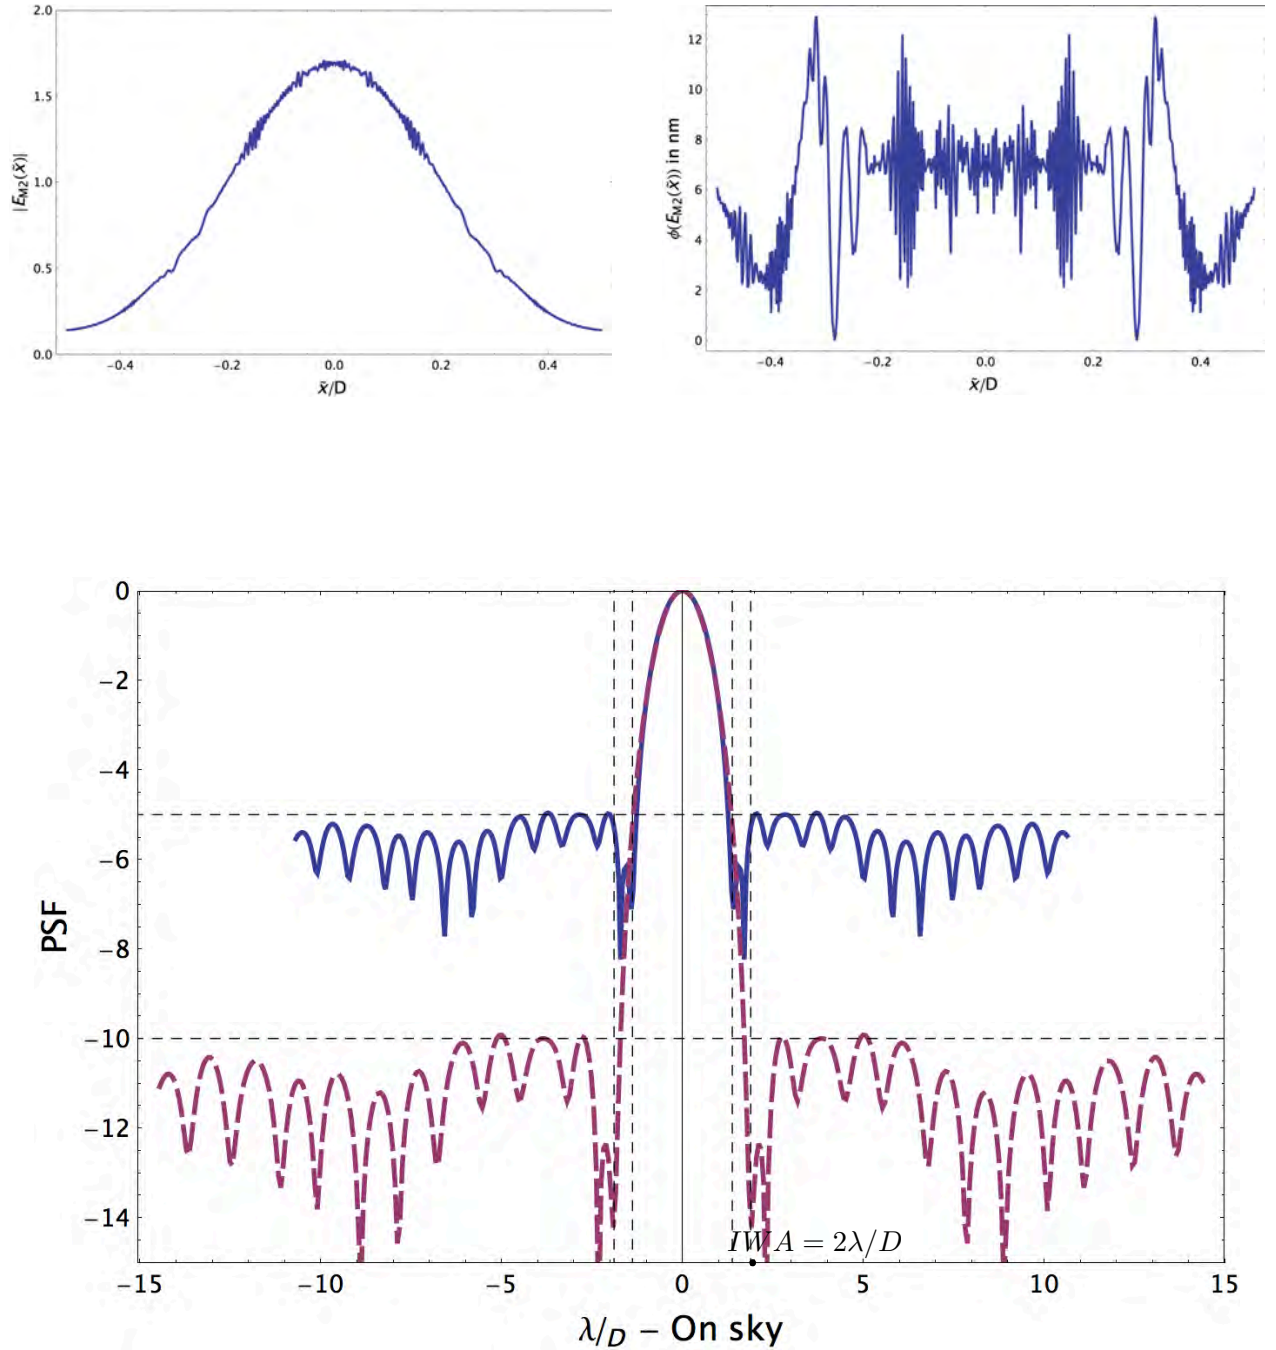 2.0
1.5
1.0
0.5
0.0
|E_M2(x̃)|
−0.4 −0.2 0.0 0.2 0.4
x̃/D
12
10
8
6
4
2
0
ϕ(E_M2(x̃)) in nm
−0.4 −0.2 0.0 0.2 0.4
x̃/D
0
−2
−4
−6
−8
−10
−12
−14
PSF
IWA = 2λ/D
−15 −10 −5 0 5 10 15
λ/D − On sky